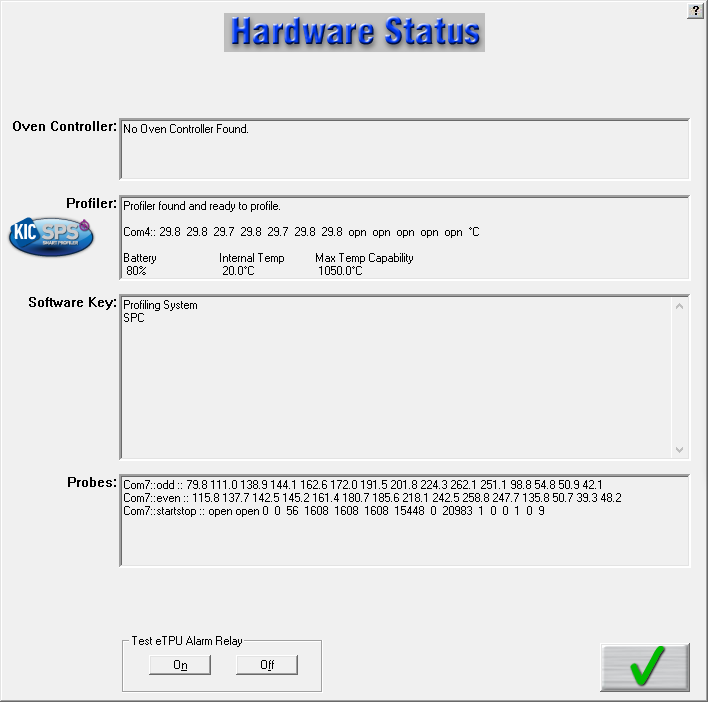 ?
Hardware Status
Oven Controller:
No Oven Controller Found.
Profiler:
KIC SPS
SMART PROFILER
Profiler found and ready to profile.
Com4:: 29.8 29.8 29.7 29.8 29.7 29.8 29.8 opn opn opn opn opn °C
Battery Internal Temp Max Temp Capability
80% 20.0°C 1050.0°C
Software Key:
Profiling System
SPC
Probes:
Com7::odd :: 79.8 111.0 138.9 144.1 162.6 172.0 191.5 201.8 224.3 262.1 251.1 98.8 54.8 50.9 42.1
Com7::even :: 115.8 137.7 142.5 145.2 161.4 180.7 185.6 218.1 242.5 258.8 247.7 135.8 50.7 39.3 48.2
Com7::startstop :: open open 0 0 56 1608 1608 1608 15448 0 20983 1 0 0 1 0 9
Test eTPU Alarm Relay
On Off